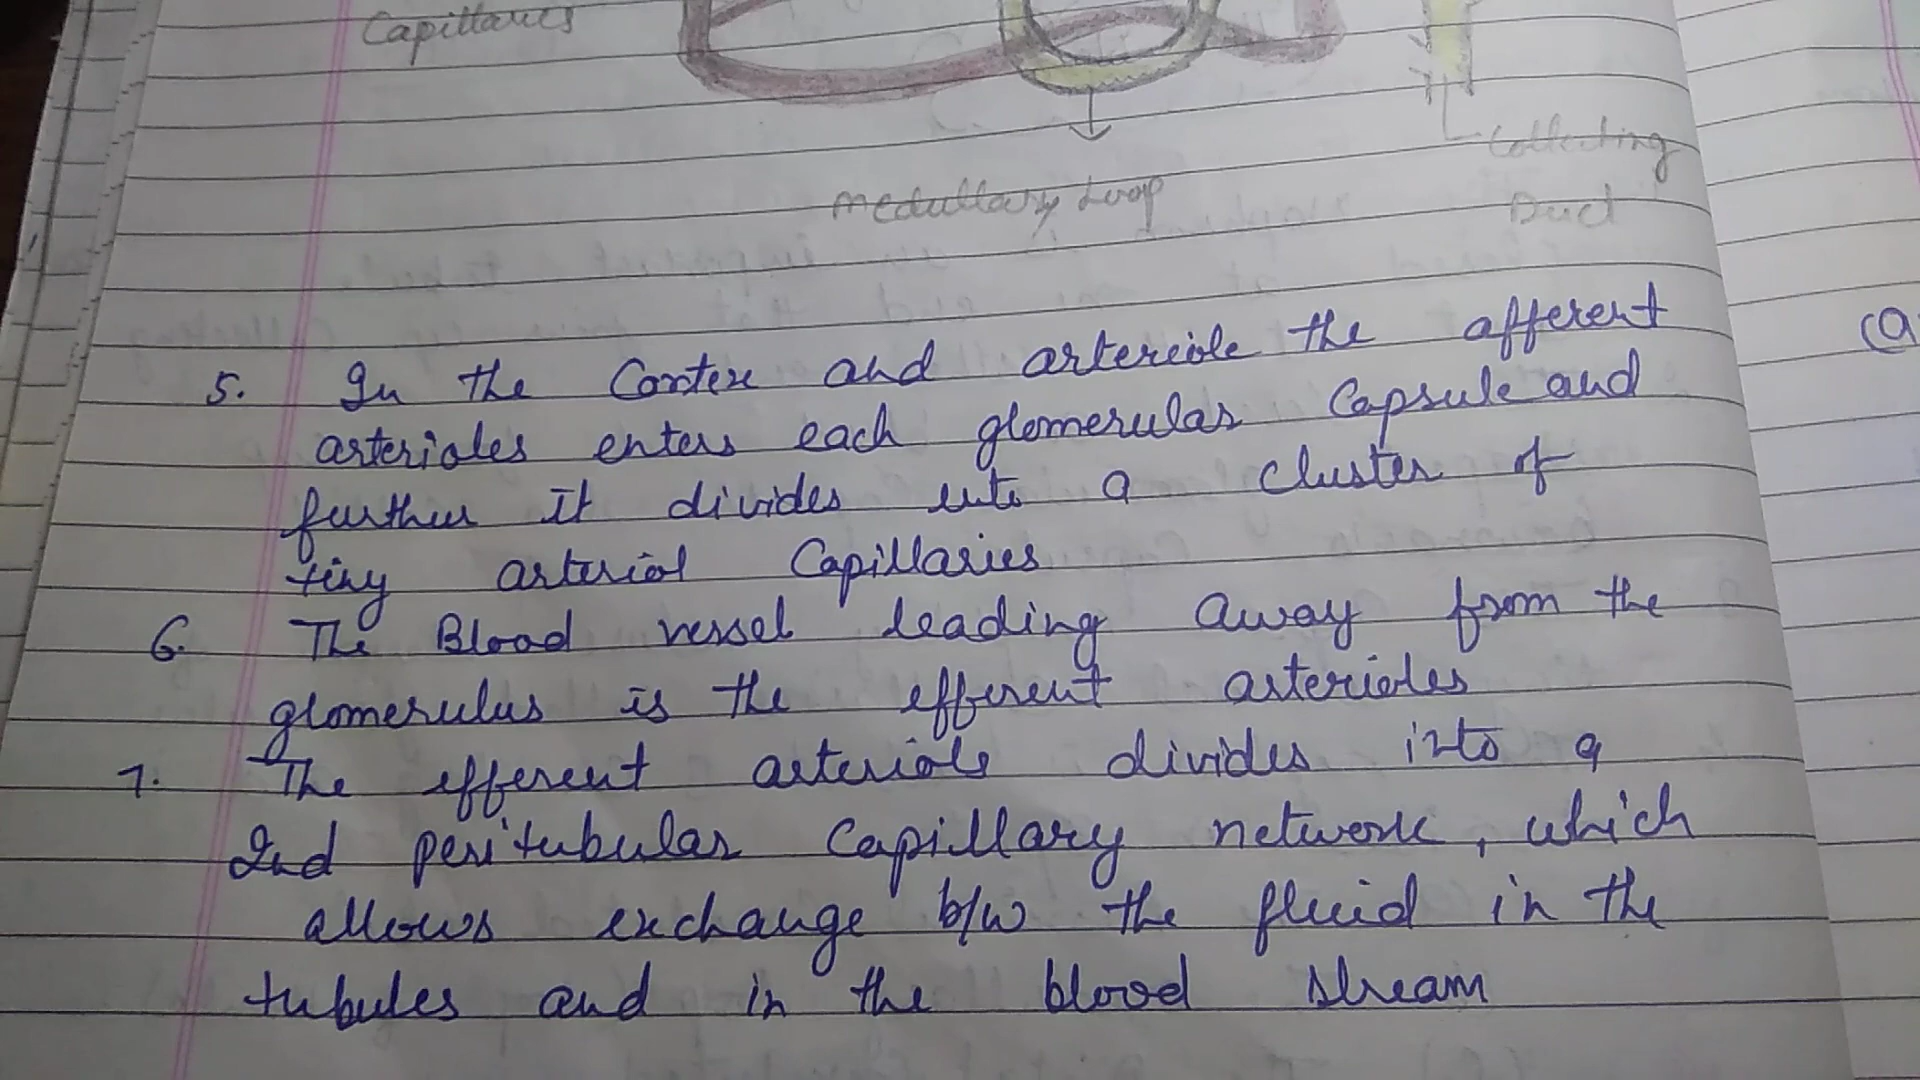 Capillaries
Collecting
medullary Loop
Duct
5. In the Cortex and artereiole the afferent
arterioles enters each glomerular Capsule and
further it divides into a cluster of
tiny arterial Capillaries
6. The Blood vessel leading away from the
glomerulus is the efferent arterioles
7. The efferent arteriole divides into a
2nd peritubular Capillary network, which
allows exchange b/w the fluid in the
tubules and in the blood stream
(a